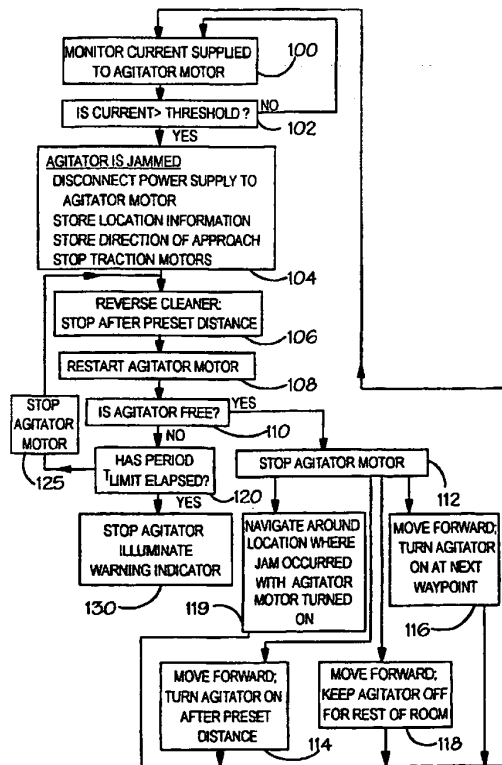 MONITOR CURRENT SUPPLIED
TO AGITATOR MOTOR
100
IS CURRENT> THRESHOLD?
NO
102
YES
AGITATOR IS JAMMED
DISCONNECT POWER SUPPLY TO
AGITATOR MOTOR
STORE LOCATION INFORMATION
STORE DIRECTION OF APPROACH
STOP TRACTION MOTORS
104
REVERSE CLEANER:
STOP AFTER PRESET DISTANCE
106
RESTART AGITATOR MOTOR
108
STOP
AGITATOR
MOTOR
125
IS AGITATOR FREE?
YES
110
NO
HAS PERIOD
TLIMIT ELAPSED?
120
YES
STOP AGITATOR
ILLUMINATE
WARNING INDICATOR
130
STOP AGITATOR MOTOR
112
NAVIGATE AROUND
LOCATION WHERE
JAM OCCURRED
WITH AGITATOR
MOTOR TURNED
ON
119
MOVE FORWARD;
TURN AGITATOR
ON AT NEXT
WAYPOINT
116
MOVE FORWARD;
TURN AGITATOR ON
AFTER PRESET
DISTANCE
114
MOVE FORWARD;
KEEP AGITATOR OFF
FOR REST OF ROOM
118